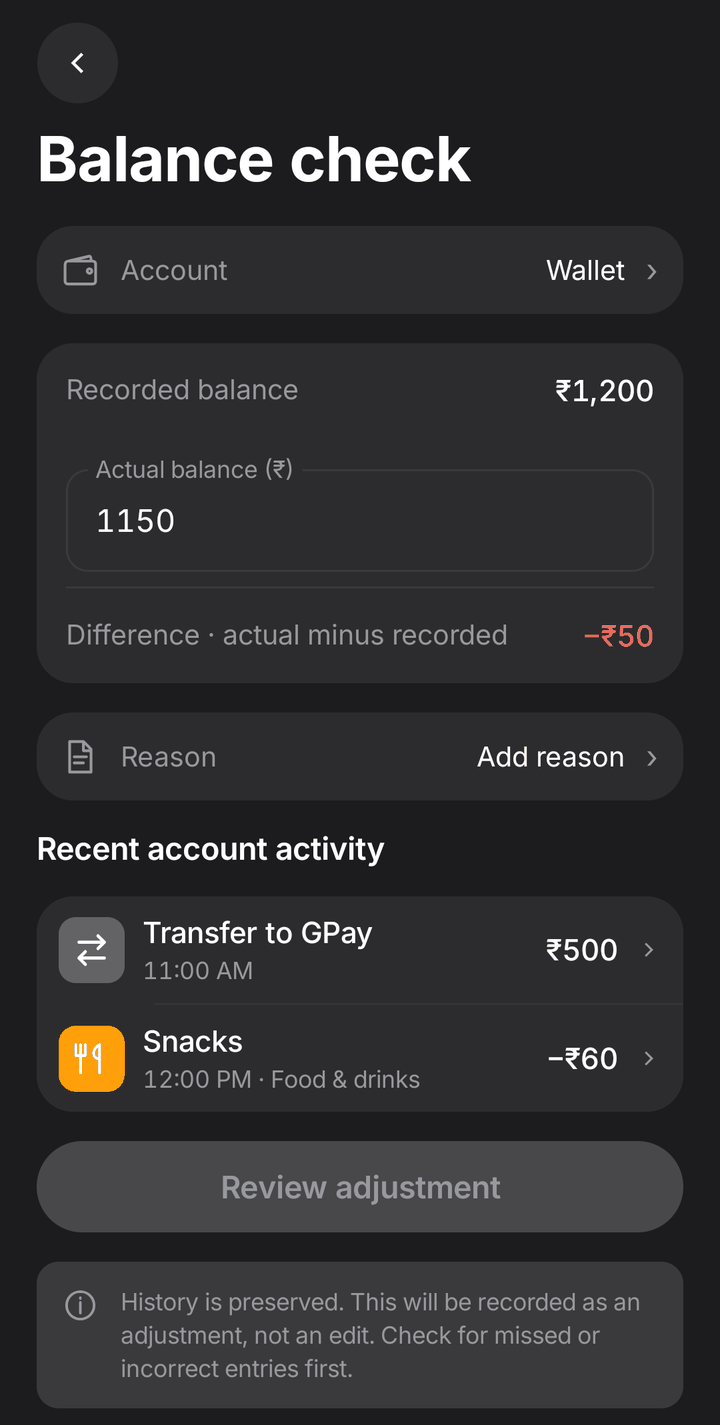 Balance check
Account
Wallet
Recorded balance
₹1,200
Actual balance (₹)
1150
Difference · actual minus recorded
−₹50
Reason
Add reason
Recent account activity
Transfer to GPay
₹500
11:00 AM
Snacks
−₹60
12:00 PM · Food & drinks
Review adjustment
History is preserved. This will be recorded as an
adjustment, not an edit. Check for missed or
incorrect entries first.